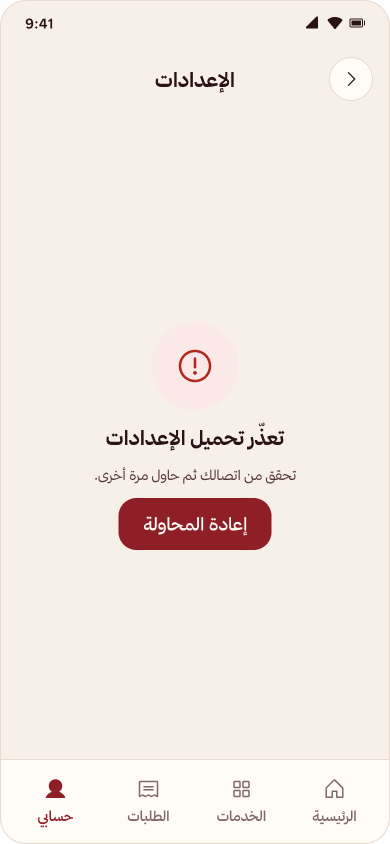 9:41
الإعدادات
تعذّر تحميل الإعدادات
تحقق من اتصالك ثم حاول مرة أخرى.
إعادة المحاولة
الرئيسية
الخدمات
الطلبات
حسابي